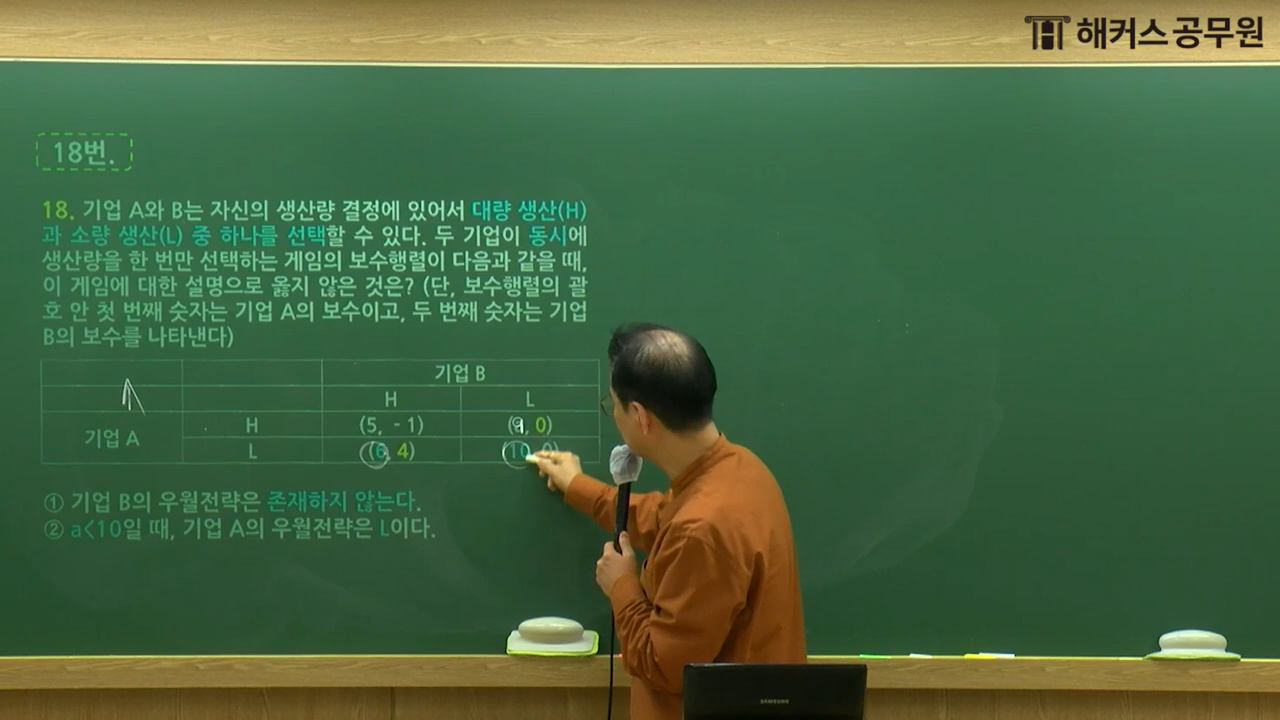 해커스공무원
18번.
18. 기업 A와 B는 자신의 생산량 결정에 있어서 대량 생산(H)
과 소량 생산(L) 중 하나를 선택할 수 있다. 두 기업이 동시에
생산량을 한 번만 선택하는 게임의 보수행렬이 다음과 같을 때,
이 게임에 대한 설명으로 옳지 않은 것은? (단, 보수행렬의 괄
호 안 첫 번째 숫자는 기업 A의 보수이고, 두 번째 숫자는 기업
B의 보수를 나타낸다)
기업 B
H L
기업 A
H (5, -1) ( , 0)
L (6, 4) (10,
① 기업 B의 우월전략은 존재하지 않는다.
② a<10일 때, 기업 A의 우월전략은 L이다.
SAMSUNG